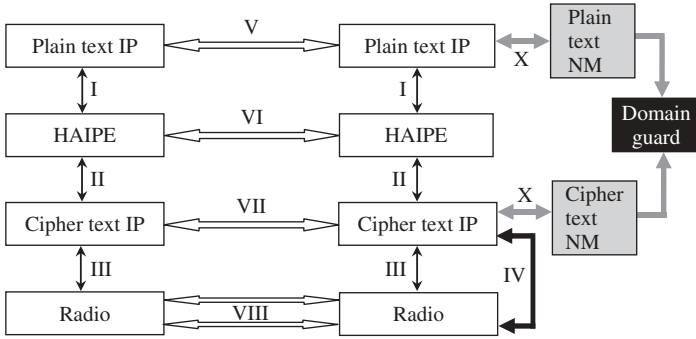 Plain text IP
V
Plain text IP
X
Plain
text
NM
I
I
Domain
guard
HAIPE
VI
HAIPE
II
II
Cipher text IP
VII
Cipher text IP
X
Cipher
text
NM
III
III
IV
Radio
VIII
Radio